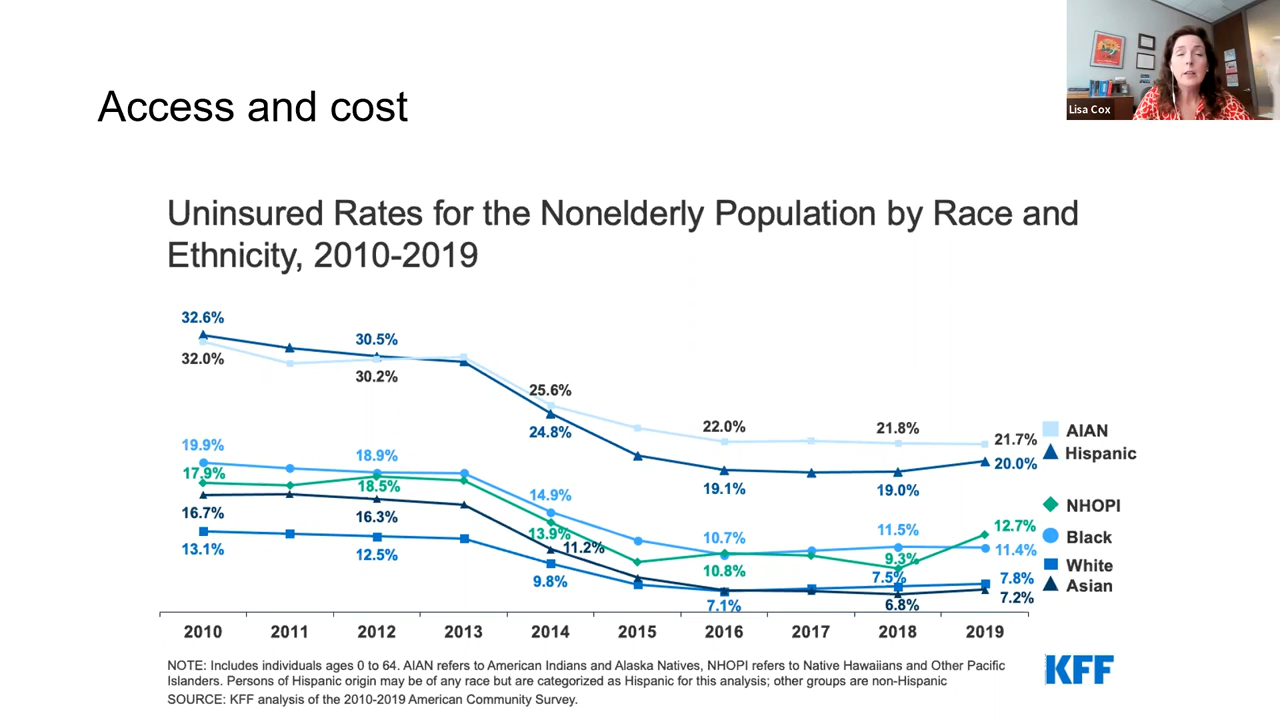 Lisa Cox
Access and cost
Uninsured Rates for the Nonelderly Population by Race and
Ethnicity, 2010-2019
32.6%
32.0%
30.5%
30.2%
25.6%
24.8%
22.0%
19.1%
21.8%
19.0%
21.7%
20.0%
19.9%
17.9%
16.7%
13.1%
18.9%
18.5%
16.3%
12.5%
14.9%
13.9%
11.2%
9.8%
10.7%
10.8%
7.1%
11.5%
9.3%
7.5%
6.8%
12.7%
11.4%
7.8%
7.2%
AIAN
Hispanic
NHOPI
Black
White
Asian
2010 2011 2012 2013 2014 2015 2016 2017 2018 2019
NOTE: Includes individuals ages 0 to 64. AIAN refers to American Indians and Alaska Natives, NHOPI refers to Native Hawaiians and Other Pacific
Islanders. Persons of Hispanic origin may be of any race but are categorized as Hispanic for this analysis; other groups are non-Hispanic
SOURCE: KFF analysis of the 2010-2019 American Community Survey.
KFF